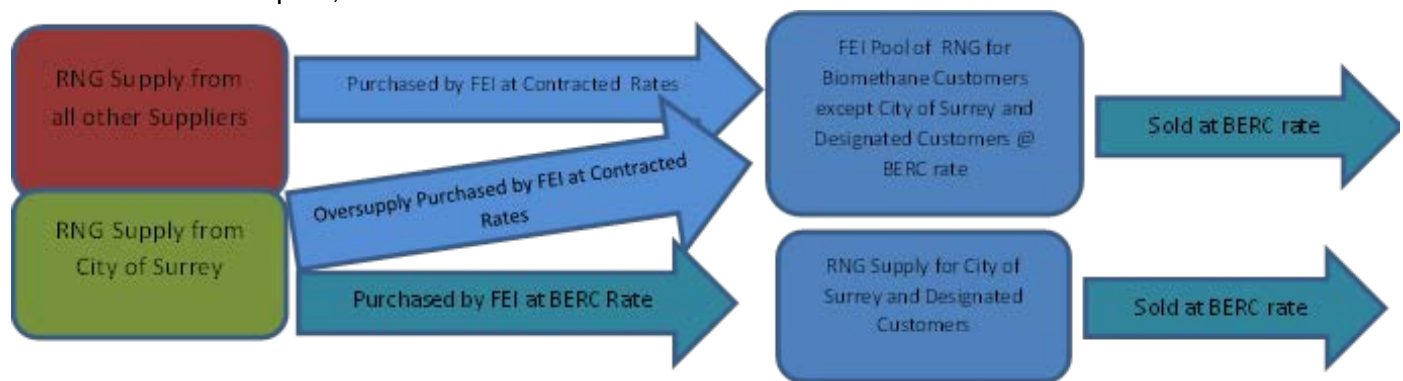 RNG Supply from
all other Suppliers
Purchased by FEI at Contracted Rates
FEI Pool of RNG for
Biomethane Customers
except City of Surrey and
Designated Customers @
BERC rate
Sold at BERC rate
Oversupply Purchased by FEI at Contracted
Rates
RNG Supply from
City of Surrey
Purchased by FEI at BERC Rate
RNG Supply for City of
Surrey and Designated
Customers
Sold at BERC rate